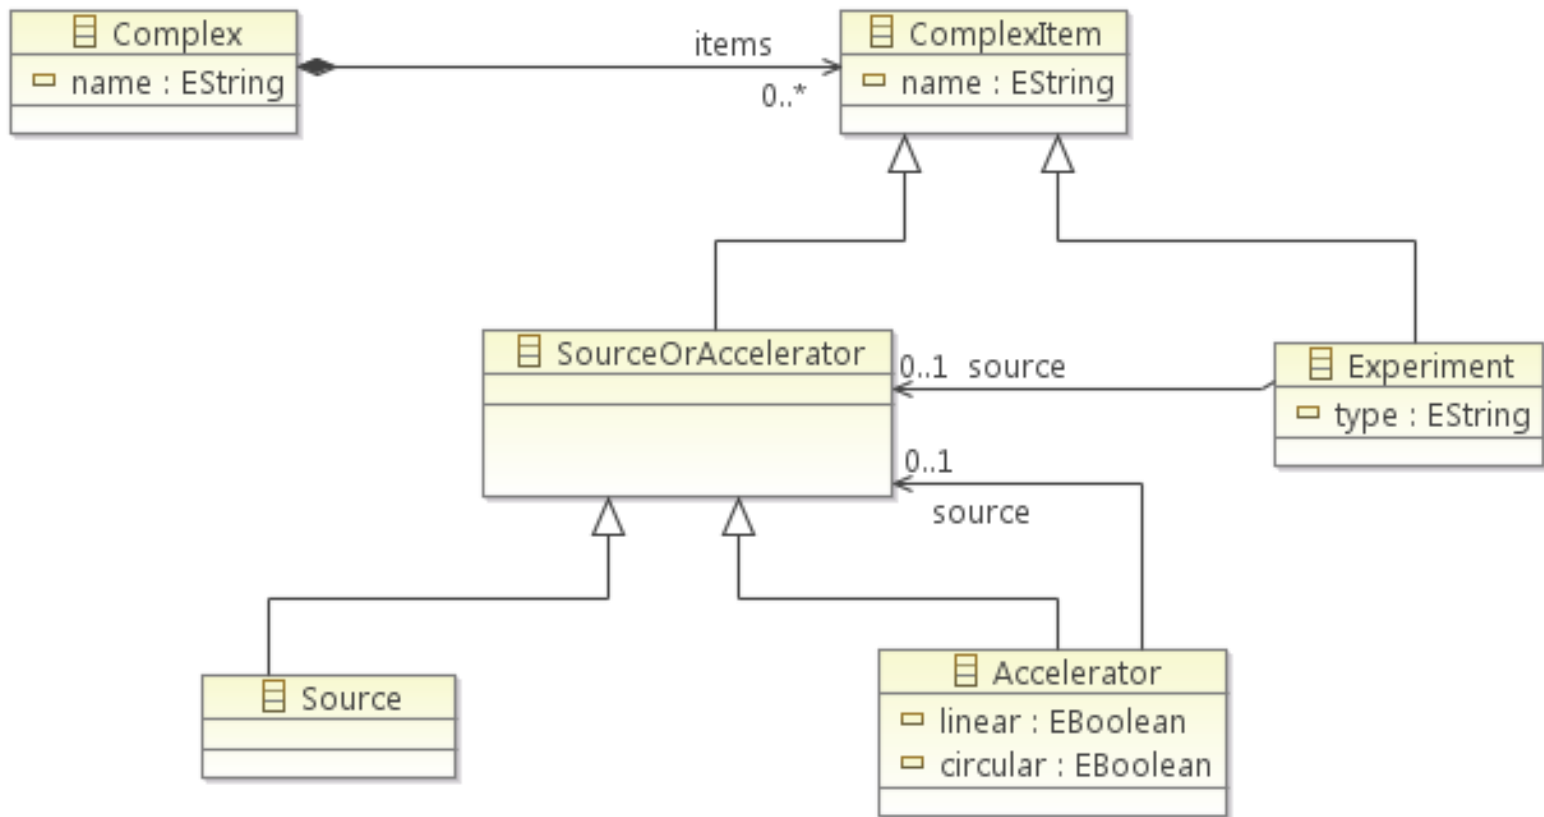 Complex
name : EString
items
0..*
ComplexItem
name : EString
SourceOrAccelerator
0..1 source
Experiment
type : EString
0..1
source
Source
Accelerator
linear : EBoolean
circular : EBoolean